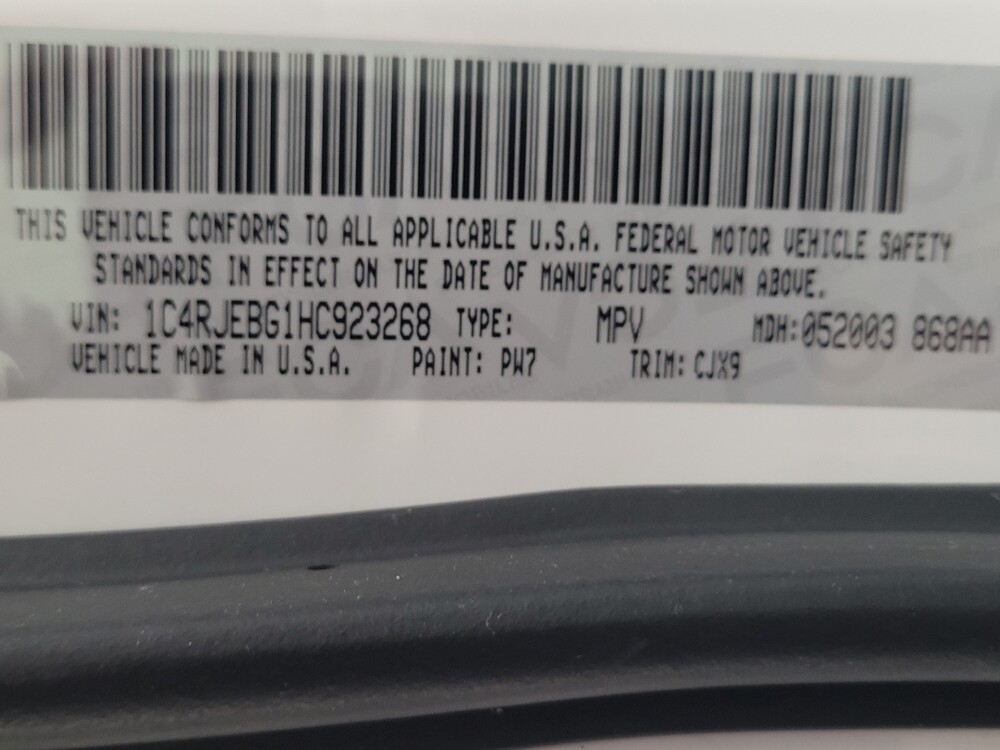 THIS VEHICLE CONFORMS TO ALL APPLICABLE U.S.A. FEDERAL MOTOR VEHICLE SAFETY
STANDARDS IN EFFECT ON THE DATE OF MANUFACTURE SHOWN ABOVE.
VIN: 1C4RJEBG1HC923268 TYPE: MPV MDH:052003 868AA
VEHICLE MADE IN U.S.A. PAINT: PW7 TRIM: CJX9